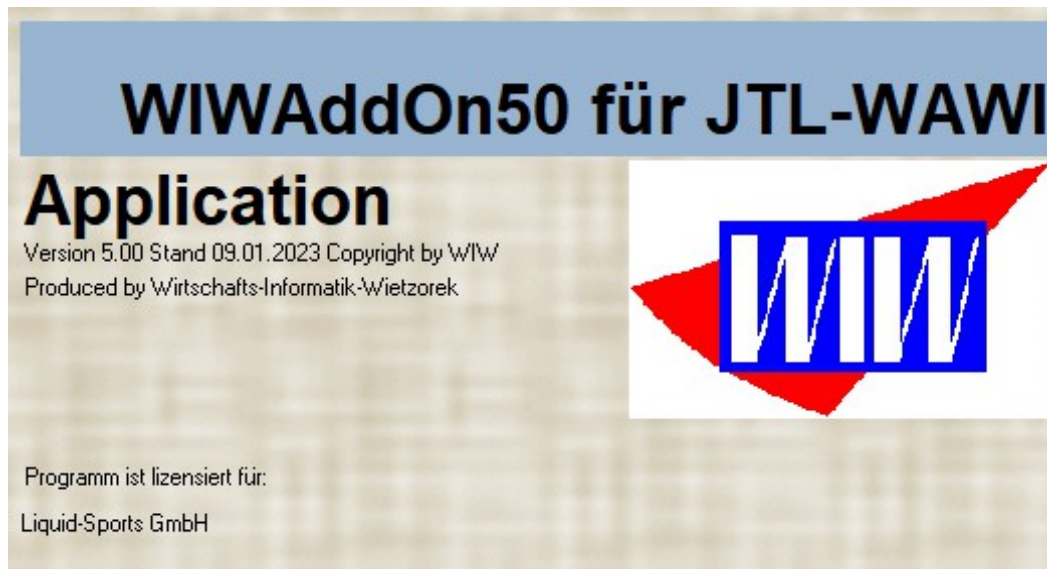 WIWAddOn50 für JTL-WAWI
Application
Version 5.00 Stand 09.01.2023 Copyright by WIW
Produced by Wirtschafts-Informatik-Wietzorek
WIW
Programm ist lizensiert für:
Liquid-Sports GmbH